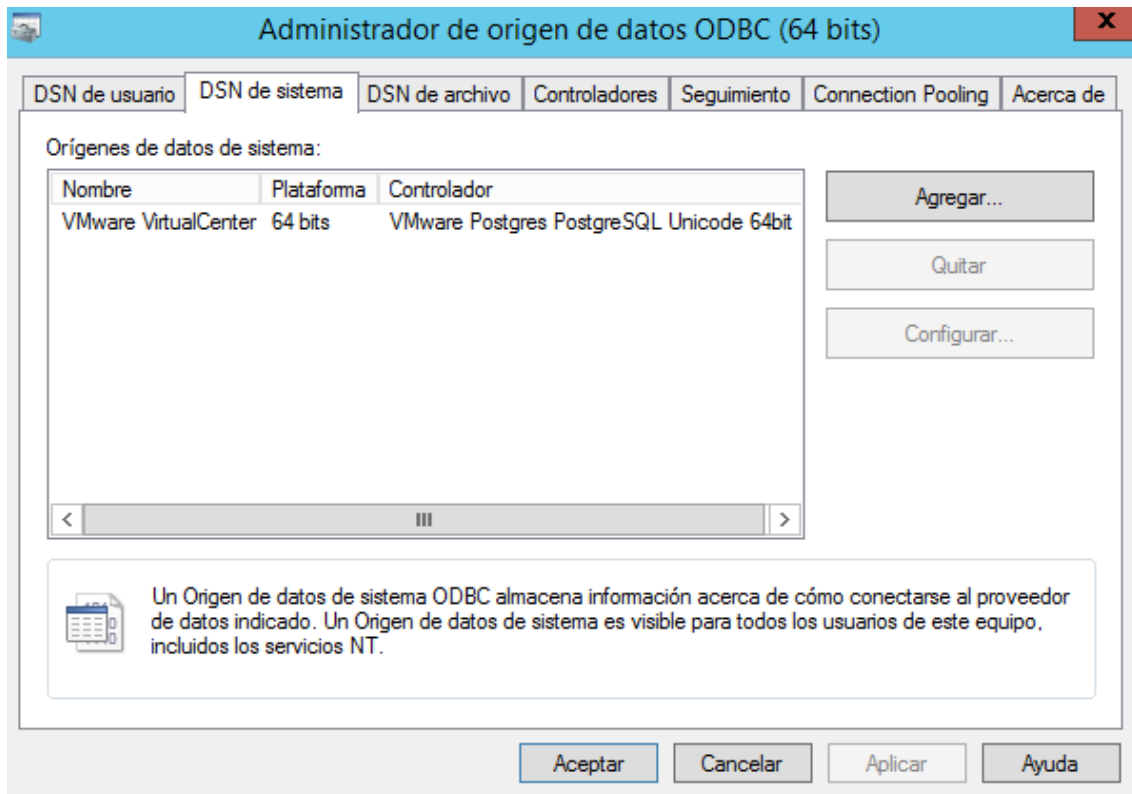 Administrador de origen de datos ODBC (64 bits)
x
DSN de usuario DSN de sistema DSN de archivo Controladores Seguimiento Connection Pooling Acerca de
Orígenes de datos de sistema:
Nombre Plataforma Controlador
VMware VirtualCenter 64 bits VMware Postgres PostgreSQL Unicode 64bit
Agregar...
Quitar
Configurar...
Un Origen de datos de sistema ODBC almacena información acerca de cómo conectarse al proveedor
de datos indicado. Un Origen de datos de sistema es visible para todos los usuarios de este equipo,
incluidos los servicios NT.
Aceptar Cancelar Aplicar Ayuda